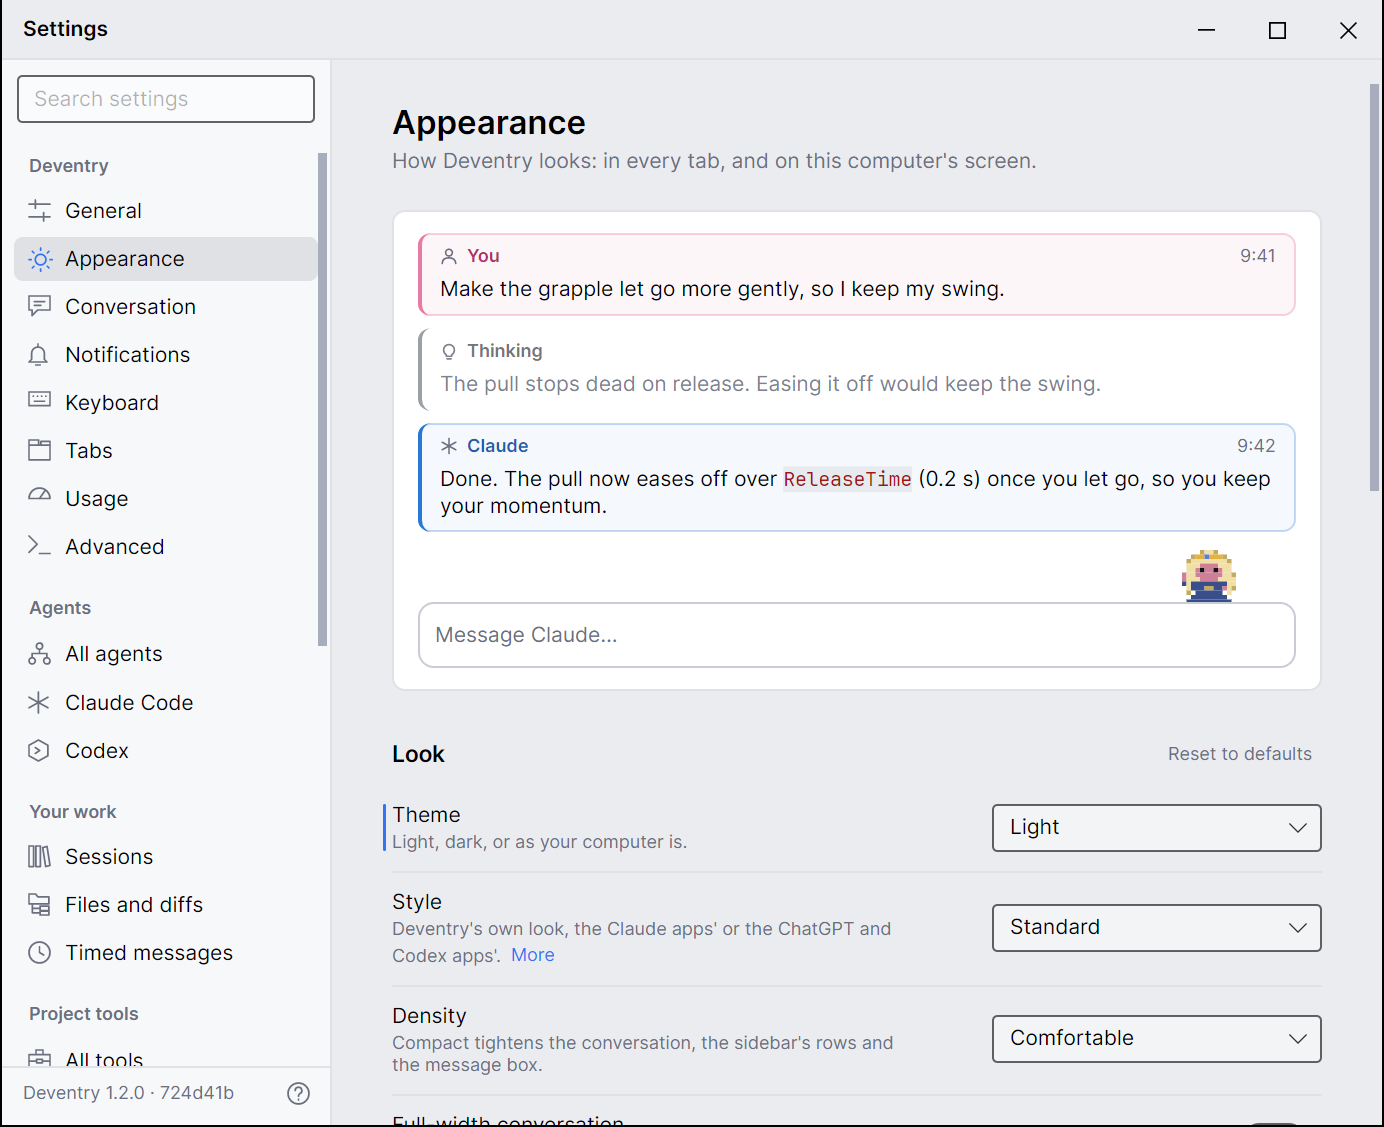 Settings
Search settings
Deventry
General
Appearance
Conversation
Notifications
Keyboard
Tabs
Usage
Advanced
Agents
All agents
Claude Code
Codex
Your work
Sessions
Files and diffs
Timed messages
Project tools
All tools
Deventry 1.2.0 · 724d41b
Appearance
How Deventry looks: in every tab, and on this computer's screen.
You 9:41
Make the grapple let go more gently, so I keep my swing.
Thinking
The pull stops dead on release. Easing it off would keep the swing.
Claude 9:42
Done. The pull now eases off over ReleaseTime (0.2 s) once you let go, so you keep
your momentum.
Message Claude...
Look Reset to defaults
Theme
Light, dark, or as your computer is.
Light
Style
Deventry's own look, the Claude apps' or the ChatGPT and
Codex apps'. More
Standard
Density
Compact tightens the conversation, the sidebar's rows and
the message box.
Comfortable
Full-width conversation